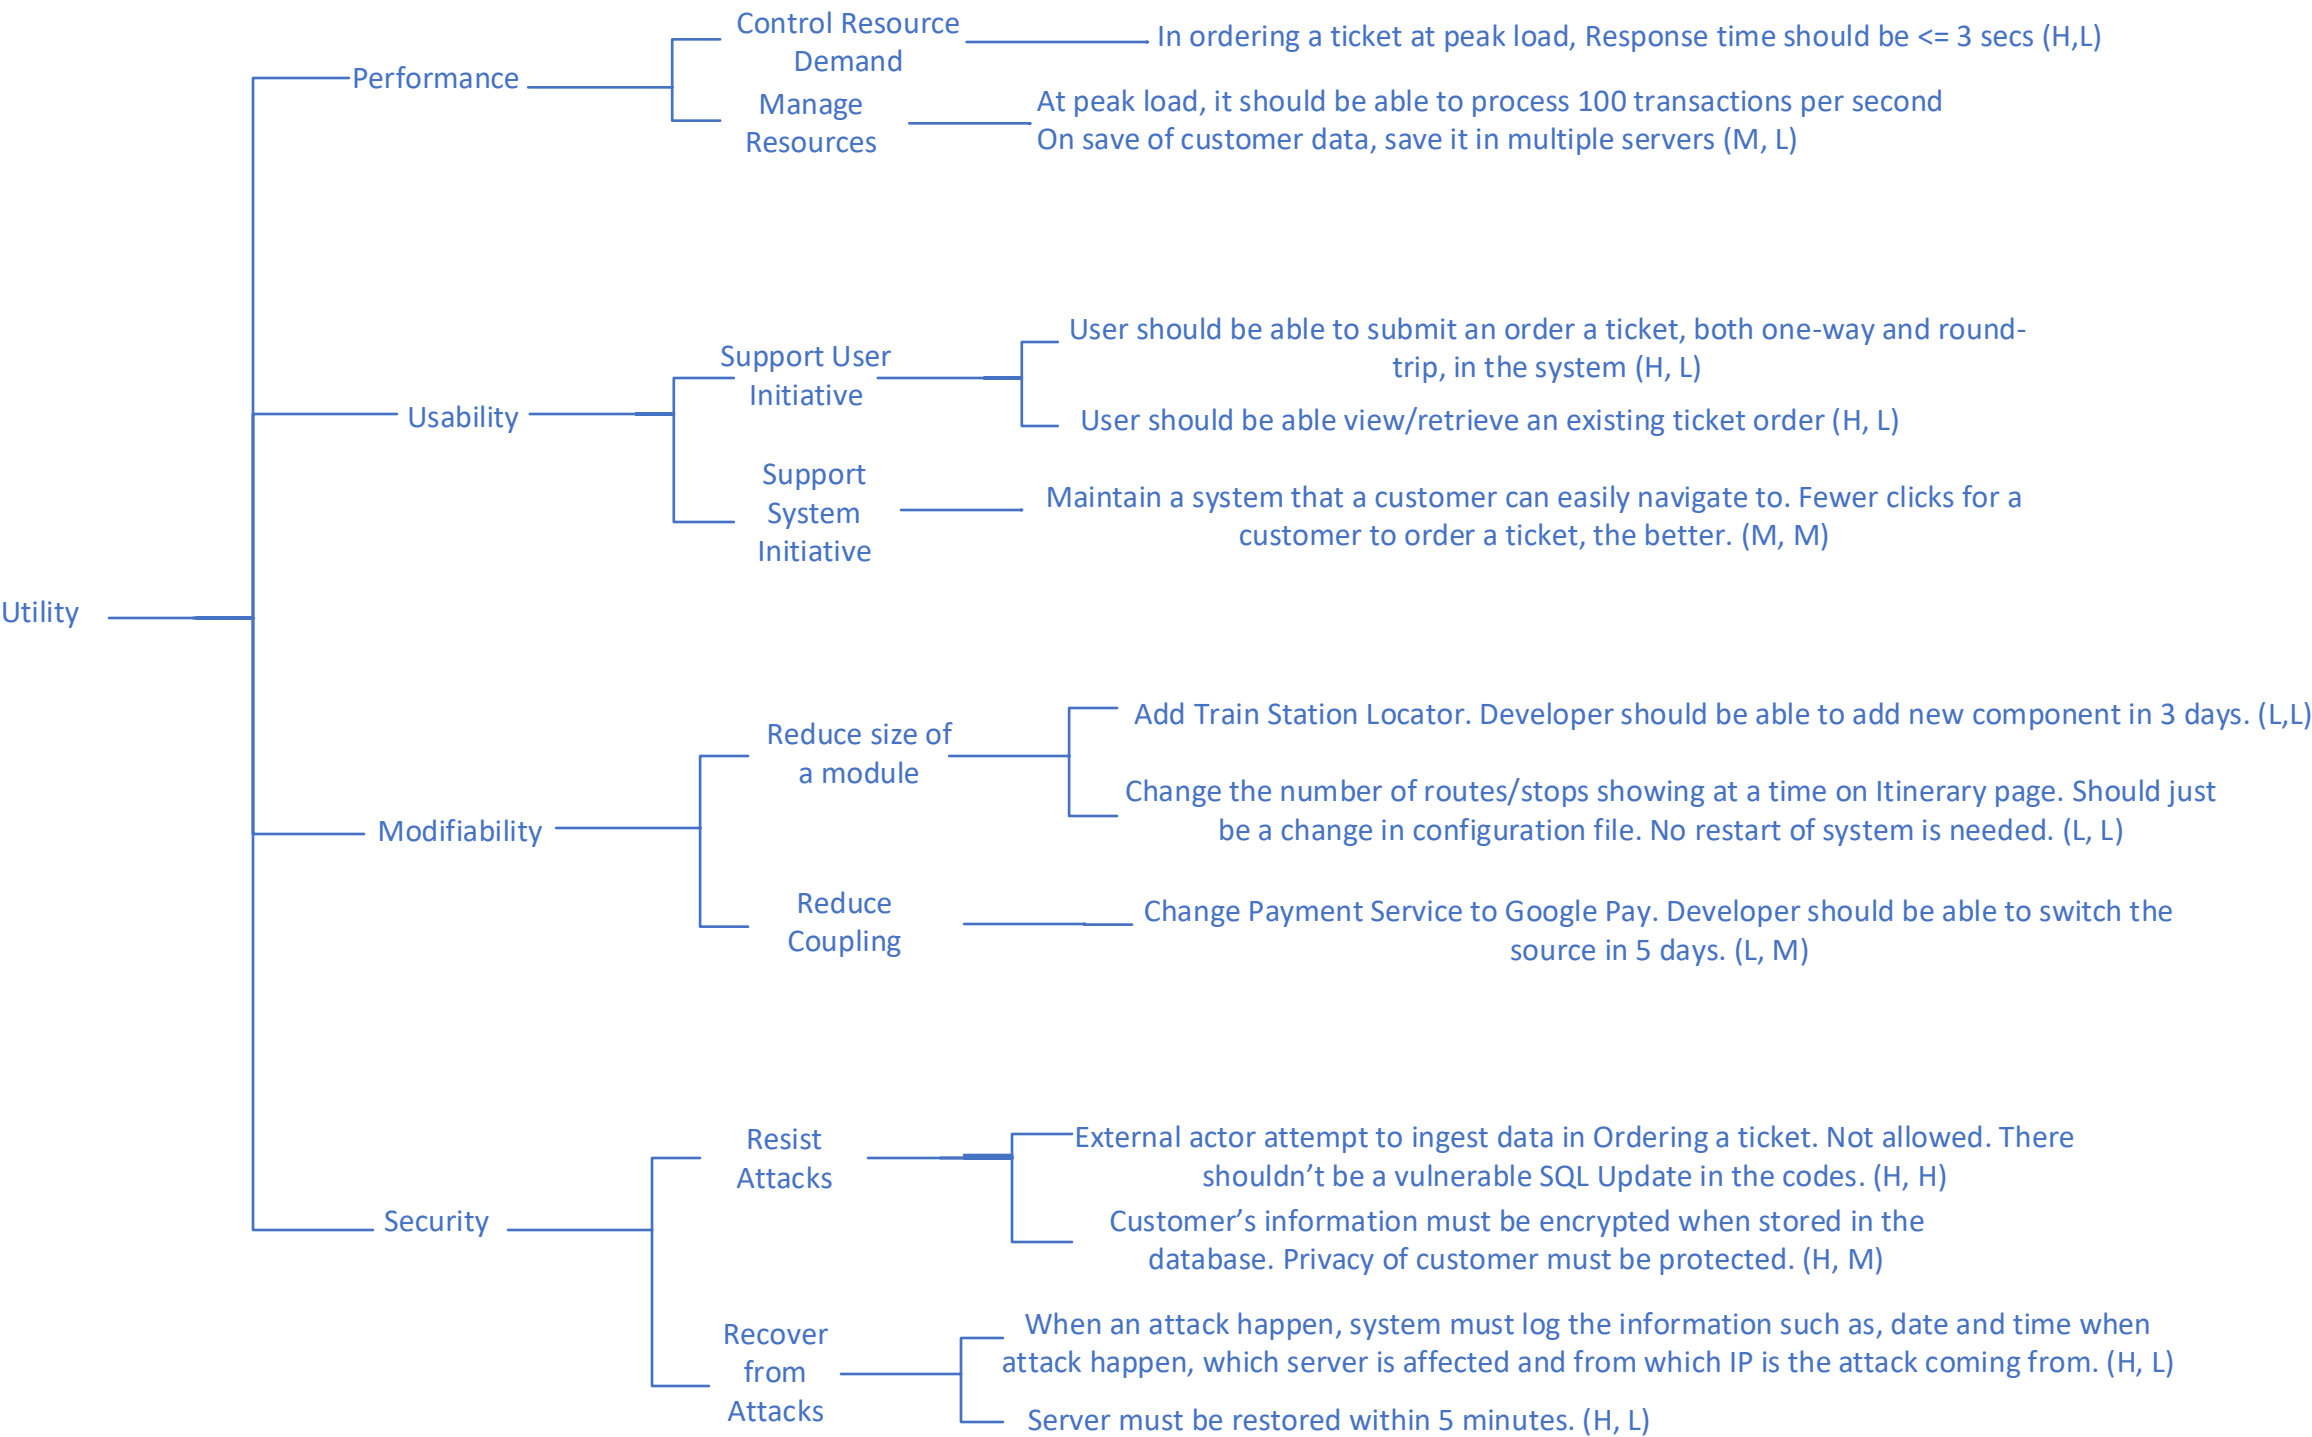 Utility
Performance
Control Resource
Demand
In ordering a ticket at peak load, Response time should be <= 3 secs (H,L)
Manage
Resources
At peak load, it should be able to process 100 transactions per second
On save of customer data, save it in multiple servers (M, L)
Usability
Support User
Initiative
User should be able to submit an order a ticket, both one-way and round-
trip, in the system (H, L)
User should be able view/retrieve an existing ticket order (H, L)
Support
System
Initiative
Maintain a system that a customer can easily navigate to. Fewer clicks for a
customer to order a ticket, the better. (M, M)
Modifiability
Reduce size of
a module
Add Train Station Locator. Developer should be able to add new component in 3 days. (L,L)
Change the number of routes/stops showing at a time on Itinerary page. Should just
be a change in configuration file. No restart of system is needed. (L, L)
Reduce
Coupling
Change Payment Service to Google Pay. Developer should be able to switch the
source in 5 days. (L, M)
Security
Resist
Attacks
External actor attempt to ingest data in Ordering a ticket. Not allowed. There
shouldn’t be a vulnerable SQL Update in the codes. (H, H)
Customer’s information must be encrypted when stored in the
database. Privacy of customer must be protected. (H, M)
Recover
from
Attacks
When an attack happen, system must log the information such as, date and time when
attack happen, which server is affected and from which IP is the attack coming from. (H, L)
Server must be restored within 5 minutes. (H, L)